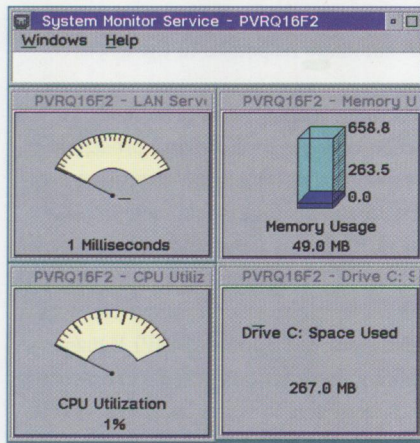 System Monitor Service - PVRQ16F2
Windows Help
PVRQ16F2 - LAN Serv
1 Milliseconds
PVRQ16F2 - Memory U
658.8
263.5
0.0
Memory Usage
49.0 MB
PVRQ16F2 - CPU Utiliz
CPU Utilization
1%
PVRQ16F2 - Drive C: S
Drive C: Space Used
267.0 MB